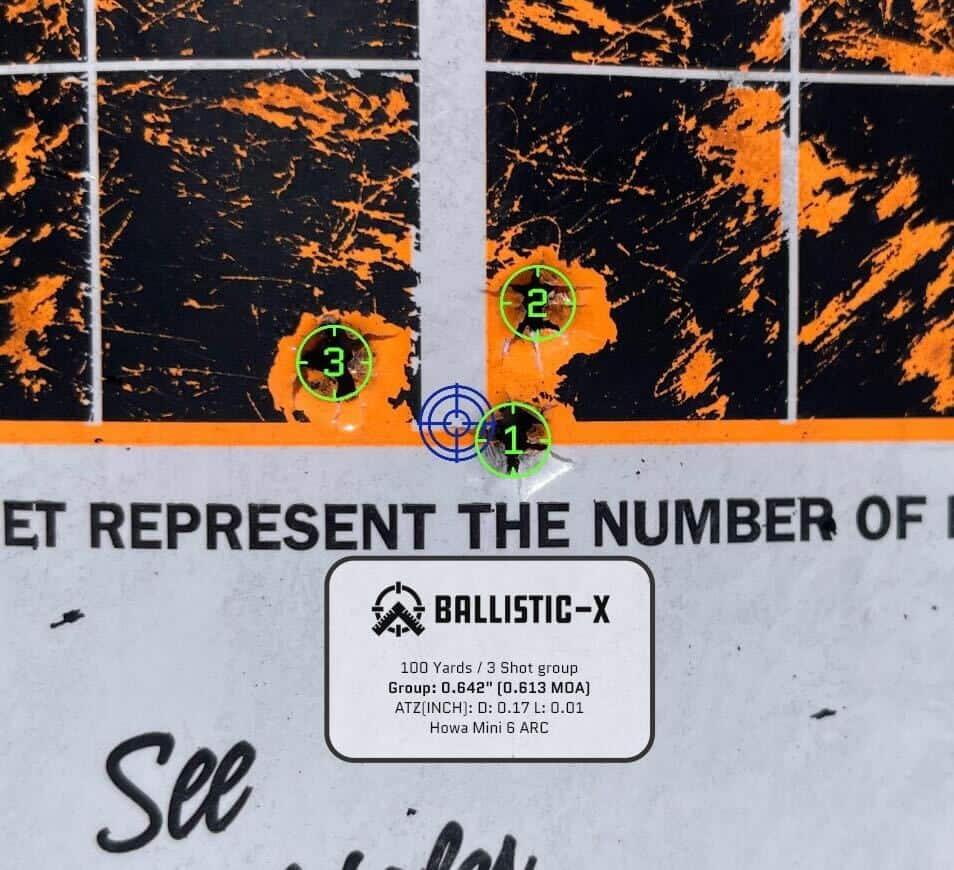 3
2
1
ET REPRESENT THE NUMBER OF
BALLISTIC-X
100 Yards / 3 Shot group
Group: 0.642" (0.613 MOA)
ATZ(INCH): D: 0.17 L: 0.01
Howa Mini 6 ARC
See